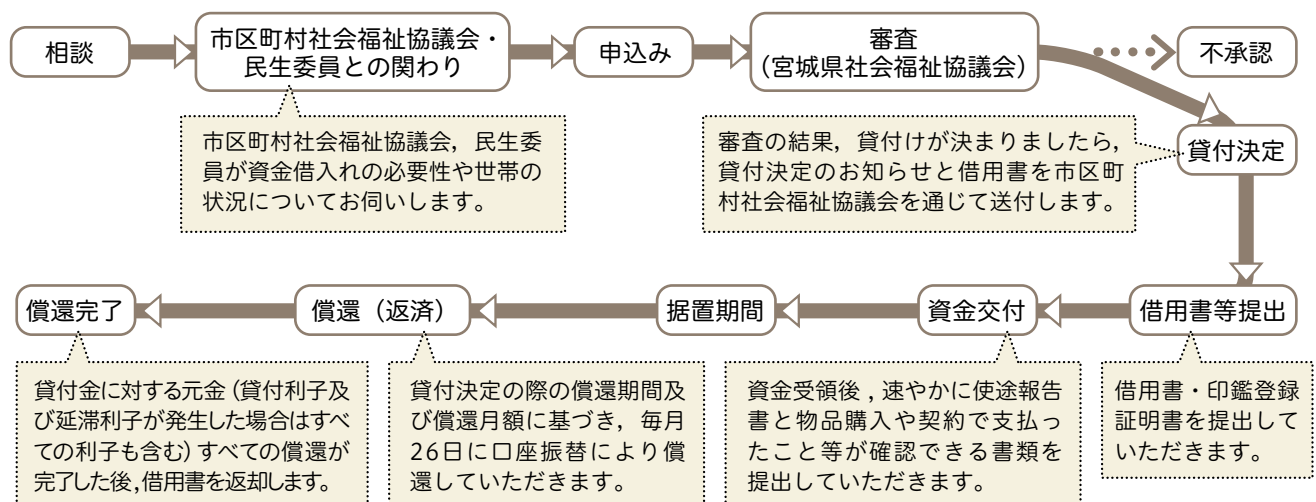 相談
市区町村社会福祉協議会・
民生委員との関わり
申込み
審査
（宮城県社会福祉協議会）
不承認
市区町村社会福祉協議会，民生委
員が資金借入れの必要性や世帯の
状況についてお伺いします。
審査の結果，貸付けが決まりましたら，
貸付決定のお知らせと借用書を市区町
村社会福祉協議会を通じて送付します。
貸付決定
償還完了
償還（返済）
据置期間
資金交付
借用書等提出
貸付金に対する元金（貸付利子及
び延滞利子が発生した場合はすべ
ての利子も含む）すべての償還が
完了した後，借用書を返却します。
貸付決定の際の償還期間及
び償還月額に基づき，毎月
26日に口座振替により償
還していただきます。
資金受領後，速やかに使途報告
書と物品購入や契約で支払っ
たこと等が確認できる書類を
提出していただきます。
借用書・印鑑登録
証明書を提出して
いただきます。